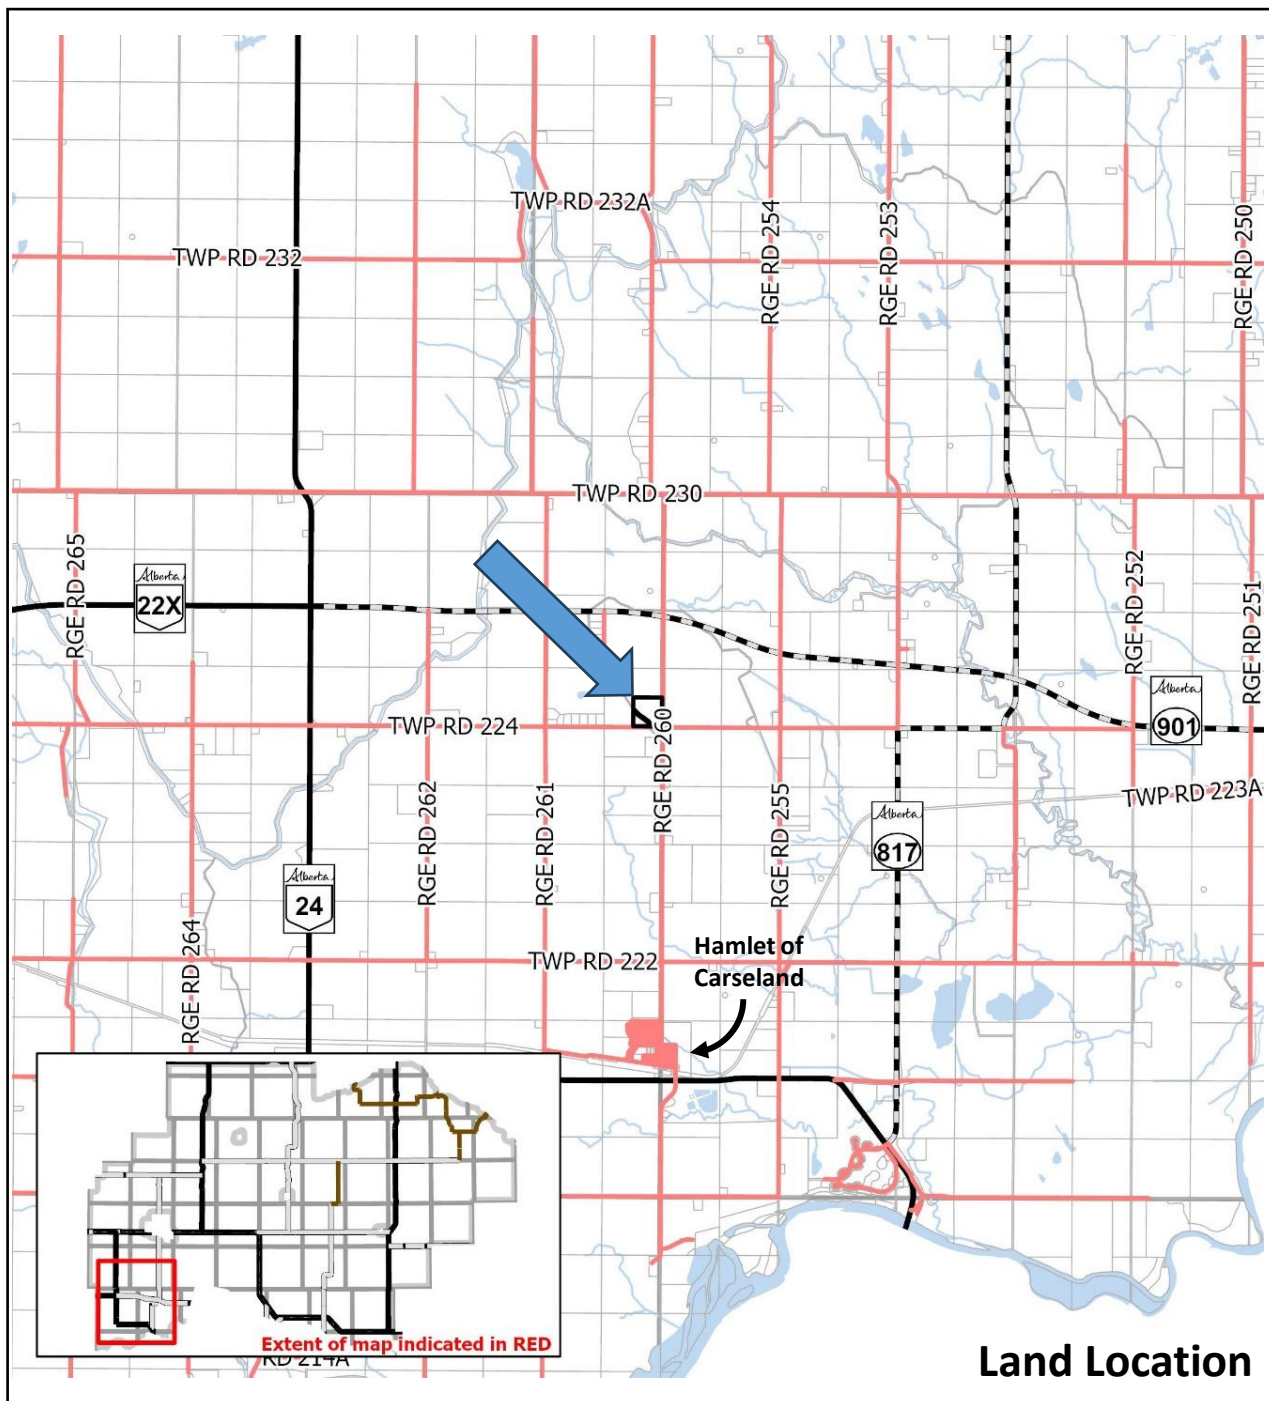 TWP RD 232A
RGE RD 254
RGE RD 253
RGE RD 250
TWP RD 232
TWP RD 230
RGE RD 265
Alberta
22X
RGE RD 252
RGE RD 251
Alberta
901
TWP RD 224
RGE RD 260
TWP RD 223A
RGE RD 262
RGE RD 261
RGE RD 255
Alberta
817
Alberta
24
RGE RD 264
TWP RD 222
Hamlet of
Carseland
Extent of map indicated in RED
RD 214A
Land Location